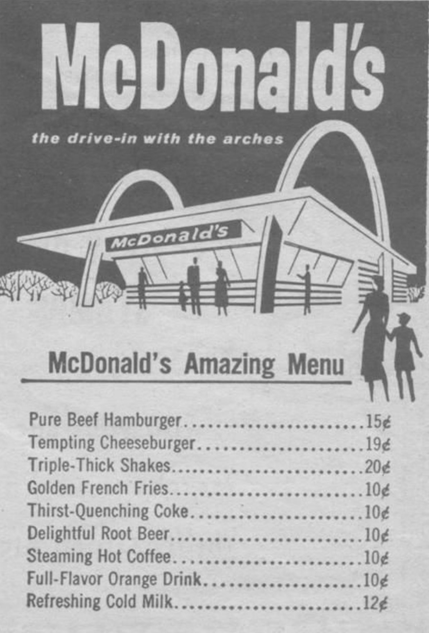 McDonald's
the drive-in with the arches
McDonald's
McDonald's Amazing Menu
Pure Beef Hamburger.......................15¢
Tempting Cheeseburger.....................19¢
Triple-Thick Shakes........................20¢
Golden French Fries........................10¢
Thirst-Quenching Coke......................10¢
Delightful Root Beer........................10¢
Steaming Hot Coffee........................10¢
Full-Flavor Orange Drink....................10¢
Refreshing Cold Milk........................12¢